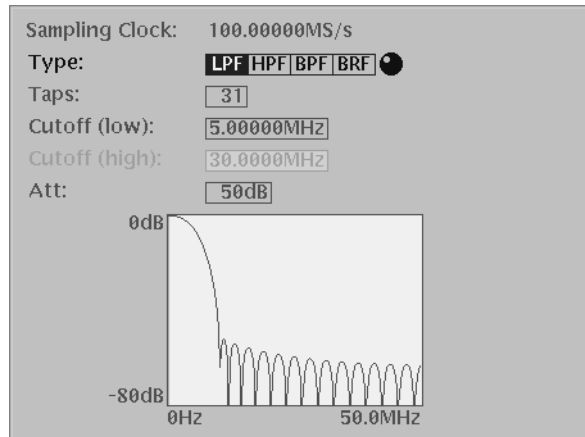 Sampling Clock: 100.00000MS/s
Type: LPF HPF BPF BRF
Taps: 31
Cutoff (low): 5.00000MHz
Cutoff (high): 30.0000MHz
Att: 50dB
0dB
-80dB
0Hz 50.0MHz